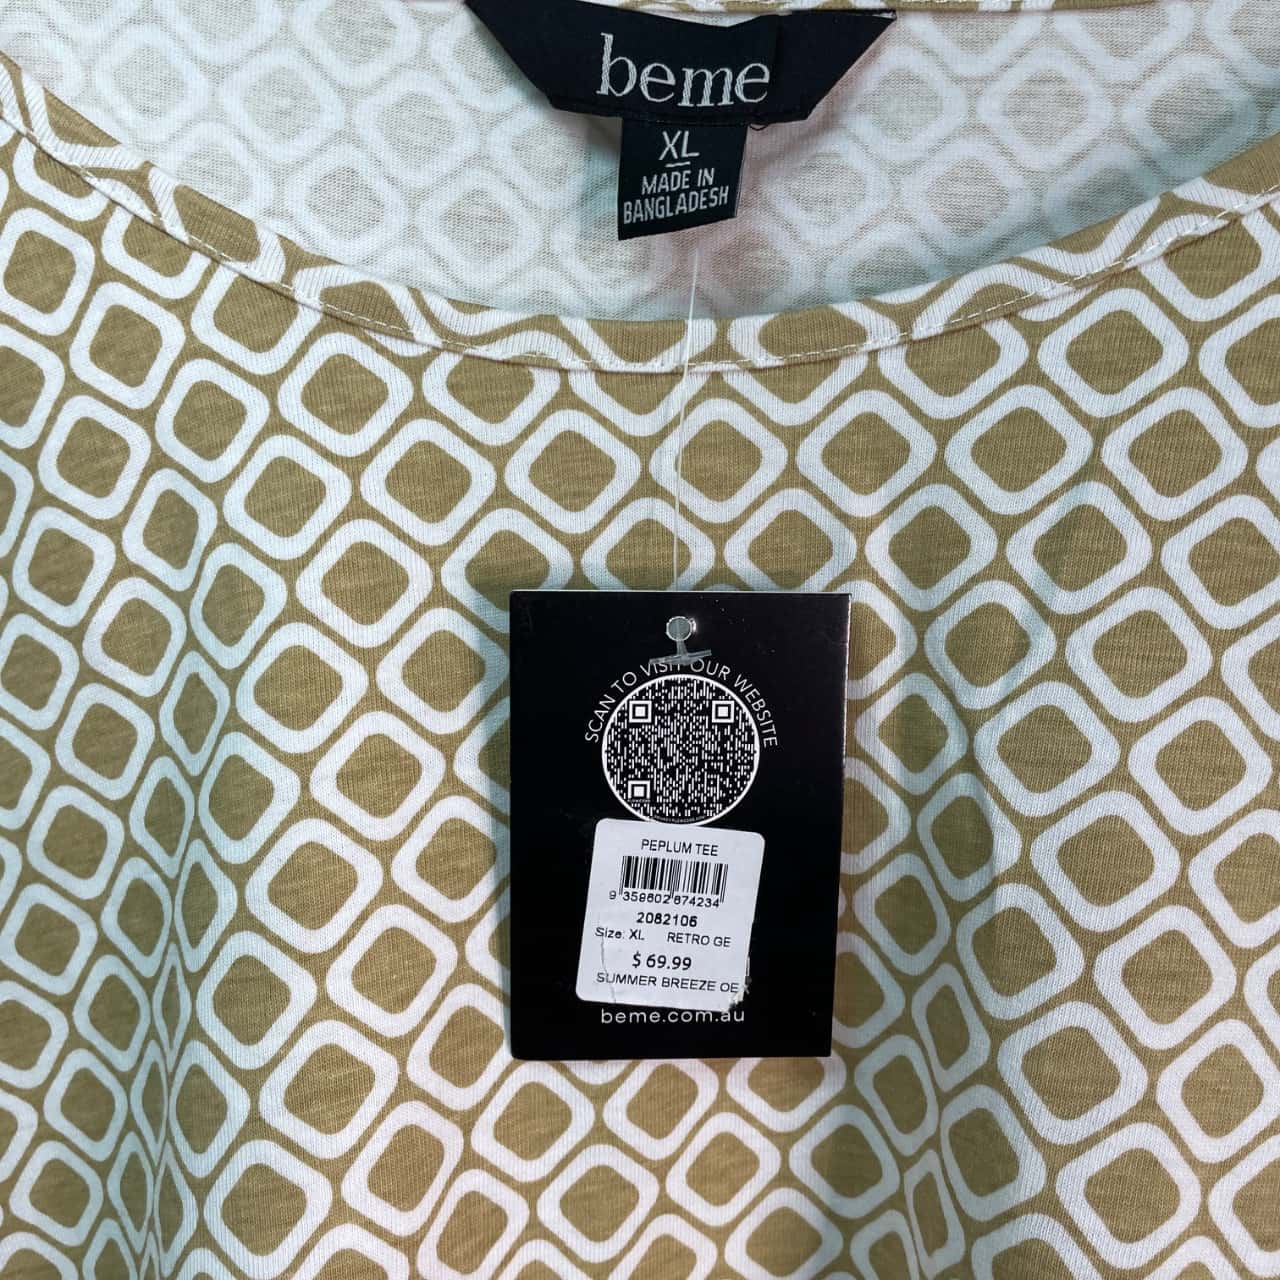 beme
XL
MADE IN
BANGLADESH
SCAN TO VISIT OUR WEBSITE
PEPLUM TEE
9 359802 874234
2082106
Size: XL RETRO GE
$ 69.99
SUMMER BREEZE OE
beme.com.au